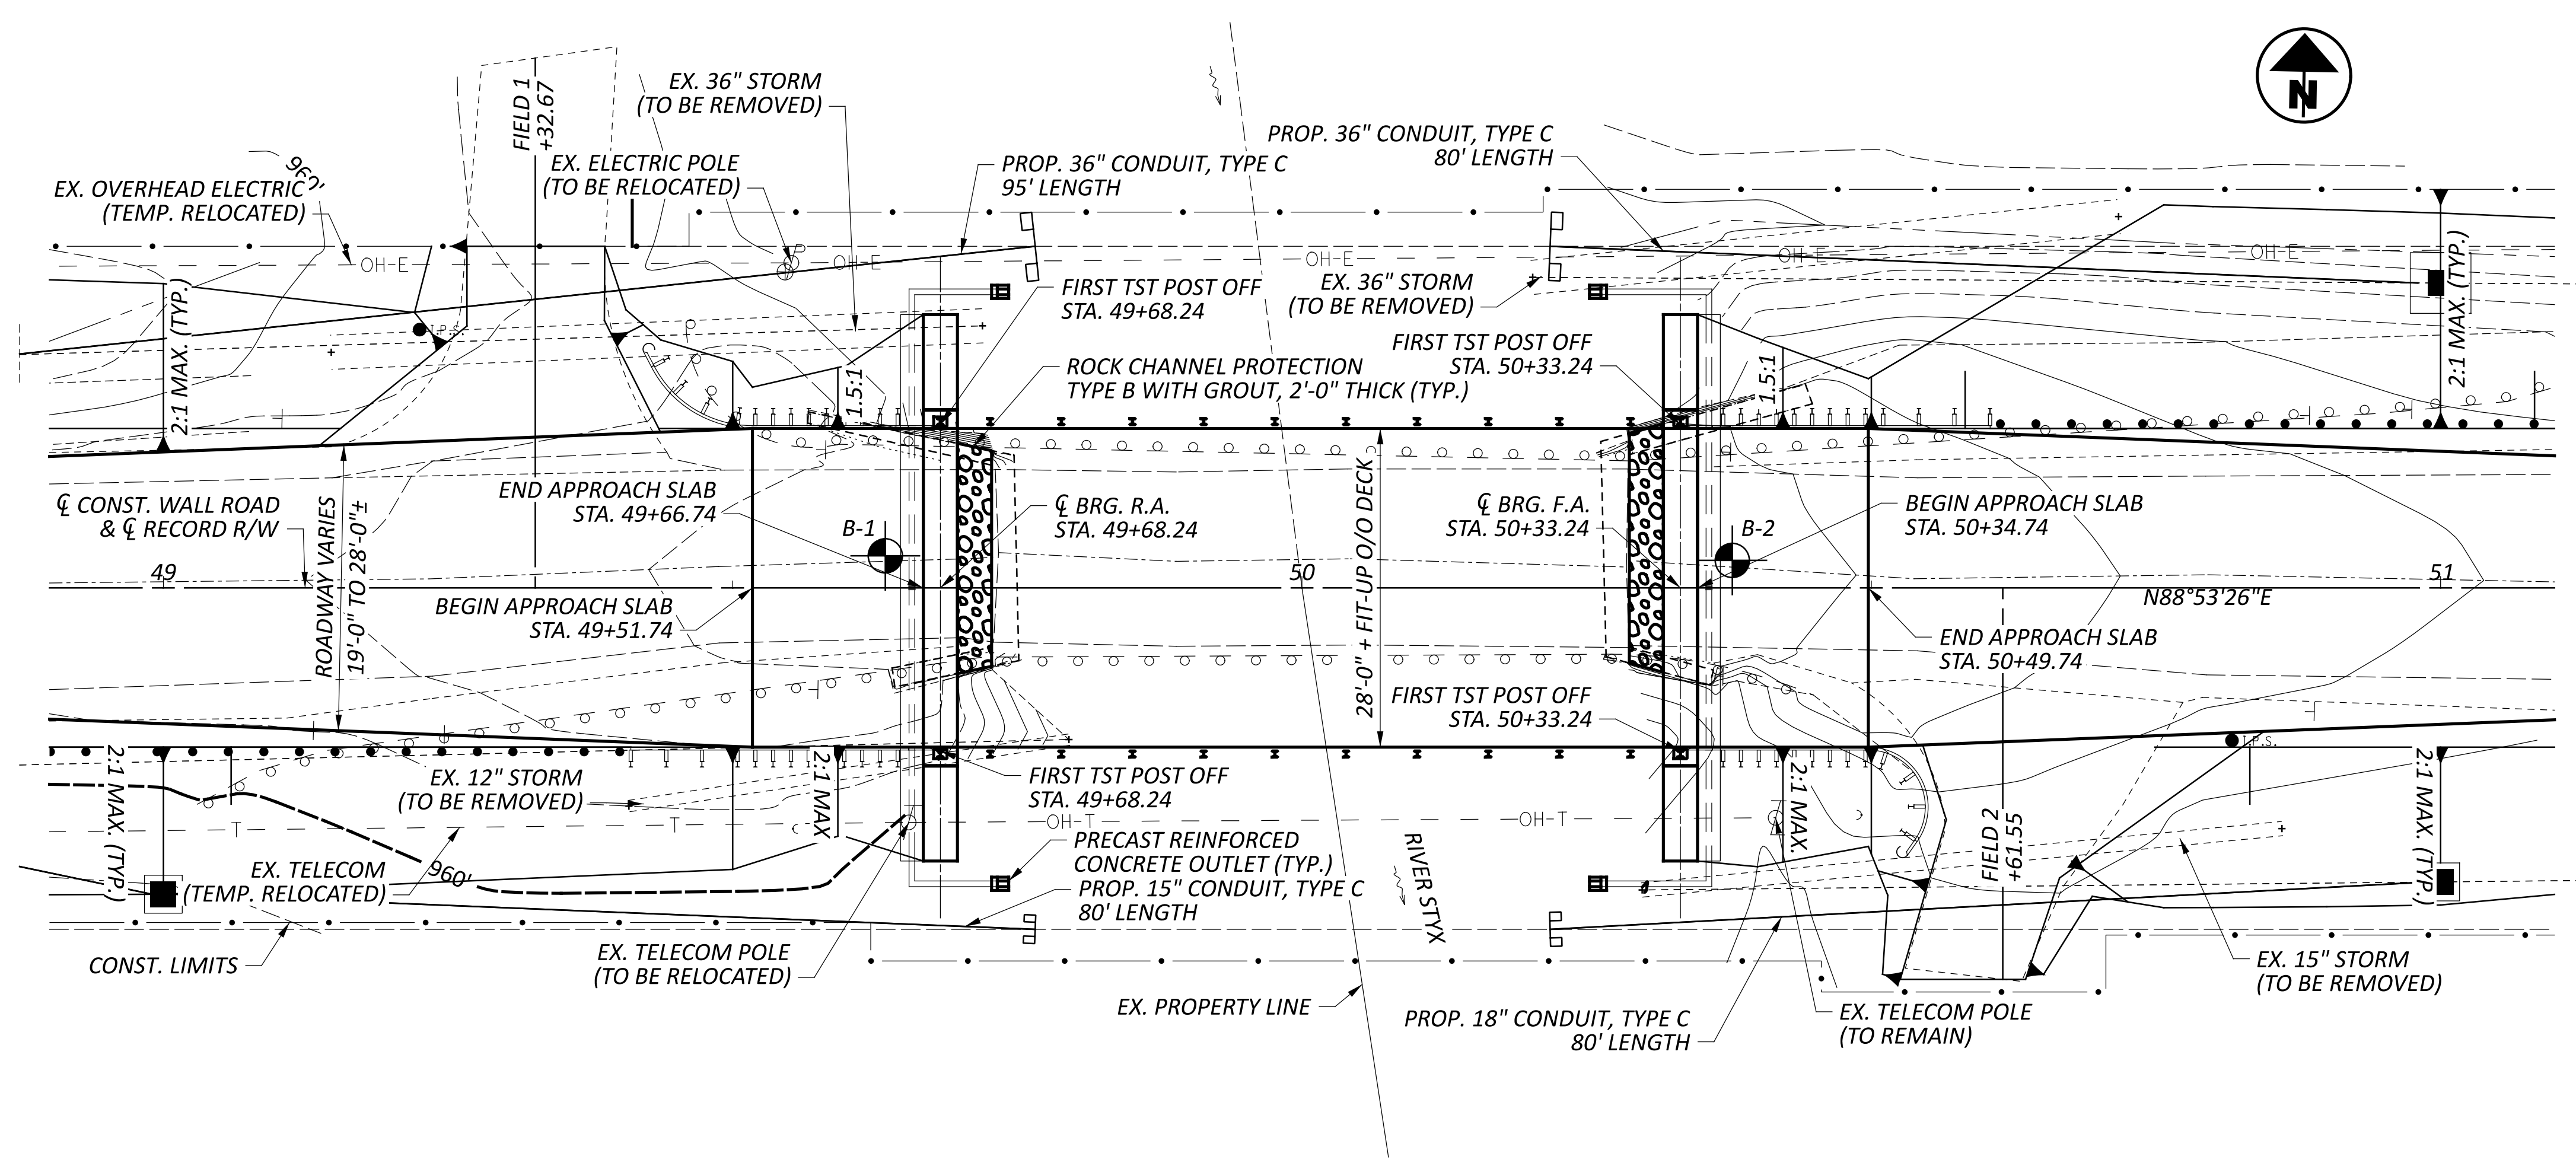 FIELD 1
+32.67
EX. 36" STORM
(TO BE REMOVED)
N
EX. ELECTRIC POLE
(TO BE RELOCATED)
PROP. 36" CONDUIT, TYPE C
95' LENGTH
PROP. 36" CONDUIT, TYPE C
80' LENGTH
960'
EX. OVERHEAD ELECTRIC
(TEMP. RELOCATED)
OH-E
OH-E
OH-E
OH-E
OH-E
EX. 36" STORM
(TO BE REMOVED)
2:1 MAX. (TYP.)
I.P.S.
FIRST TST POST OFF
STA. 49+68.24
FIRST TST POST OFF
STA. 50+33.24
2:1 MAX. (TYP.)
1.5:1
ROCK CHANNEL PROTECTION
TYPE B WITH GROUT, 2'-0" THICK (TYP.)
1.5:1
℄ CONST. WALL ROAD
& ℄ RECORD R/W
ROADWAY VARIES
19'-0" TO 28'-0"±
END APPROACH SLAB
STA. 49+66.74
B-1
℄ BRG. R.A.
STA. 49+68.24
28'-0" + FIT-UP O/O DECK
℄ BRG. F.A.
STA. 50+33.24
B-2
BEGIN APPROACH SLAB
STA. 50+34.74
49
50
51
N88°53'26"E
BEGIN APPROACH SLAB
STA. 49+51.74
END APPROACH SLAB
STA. 50+49.74
FIRST TST POST OFF
STA. 50+33.24
I.P.S.
2:1 MAX. (TYP.)
EX. 12" STORM
(TO BE REMOVED)
2:1 MAX
FIRST TST POST OFF
STA. 49+68.24
2:1 MAX.
2:1 MAX. (TYP.)
T
T
OH-T
OH-T
FIELD 2
+61.55
960'
EX. TELECOM
(TEMP. RELOCATED)
PRECAST REINFORCED
CONCRETE OUTLET (TYP.)
PROP. 15" CONDUIT, TYPE C
80' LENGTH
RIVER STYX
CONST. LIMITS
EX. TELECOM POLE
(TO BE RELOCATED)
EX. 15" STORM
(TO BE REMOVED)
EX. PROPERTY LINE
PROP. 18" CONDUIT, TYPE C
80' LENGTH
EX. TELECOM POLE
(TO REMAIN)